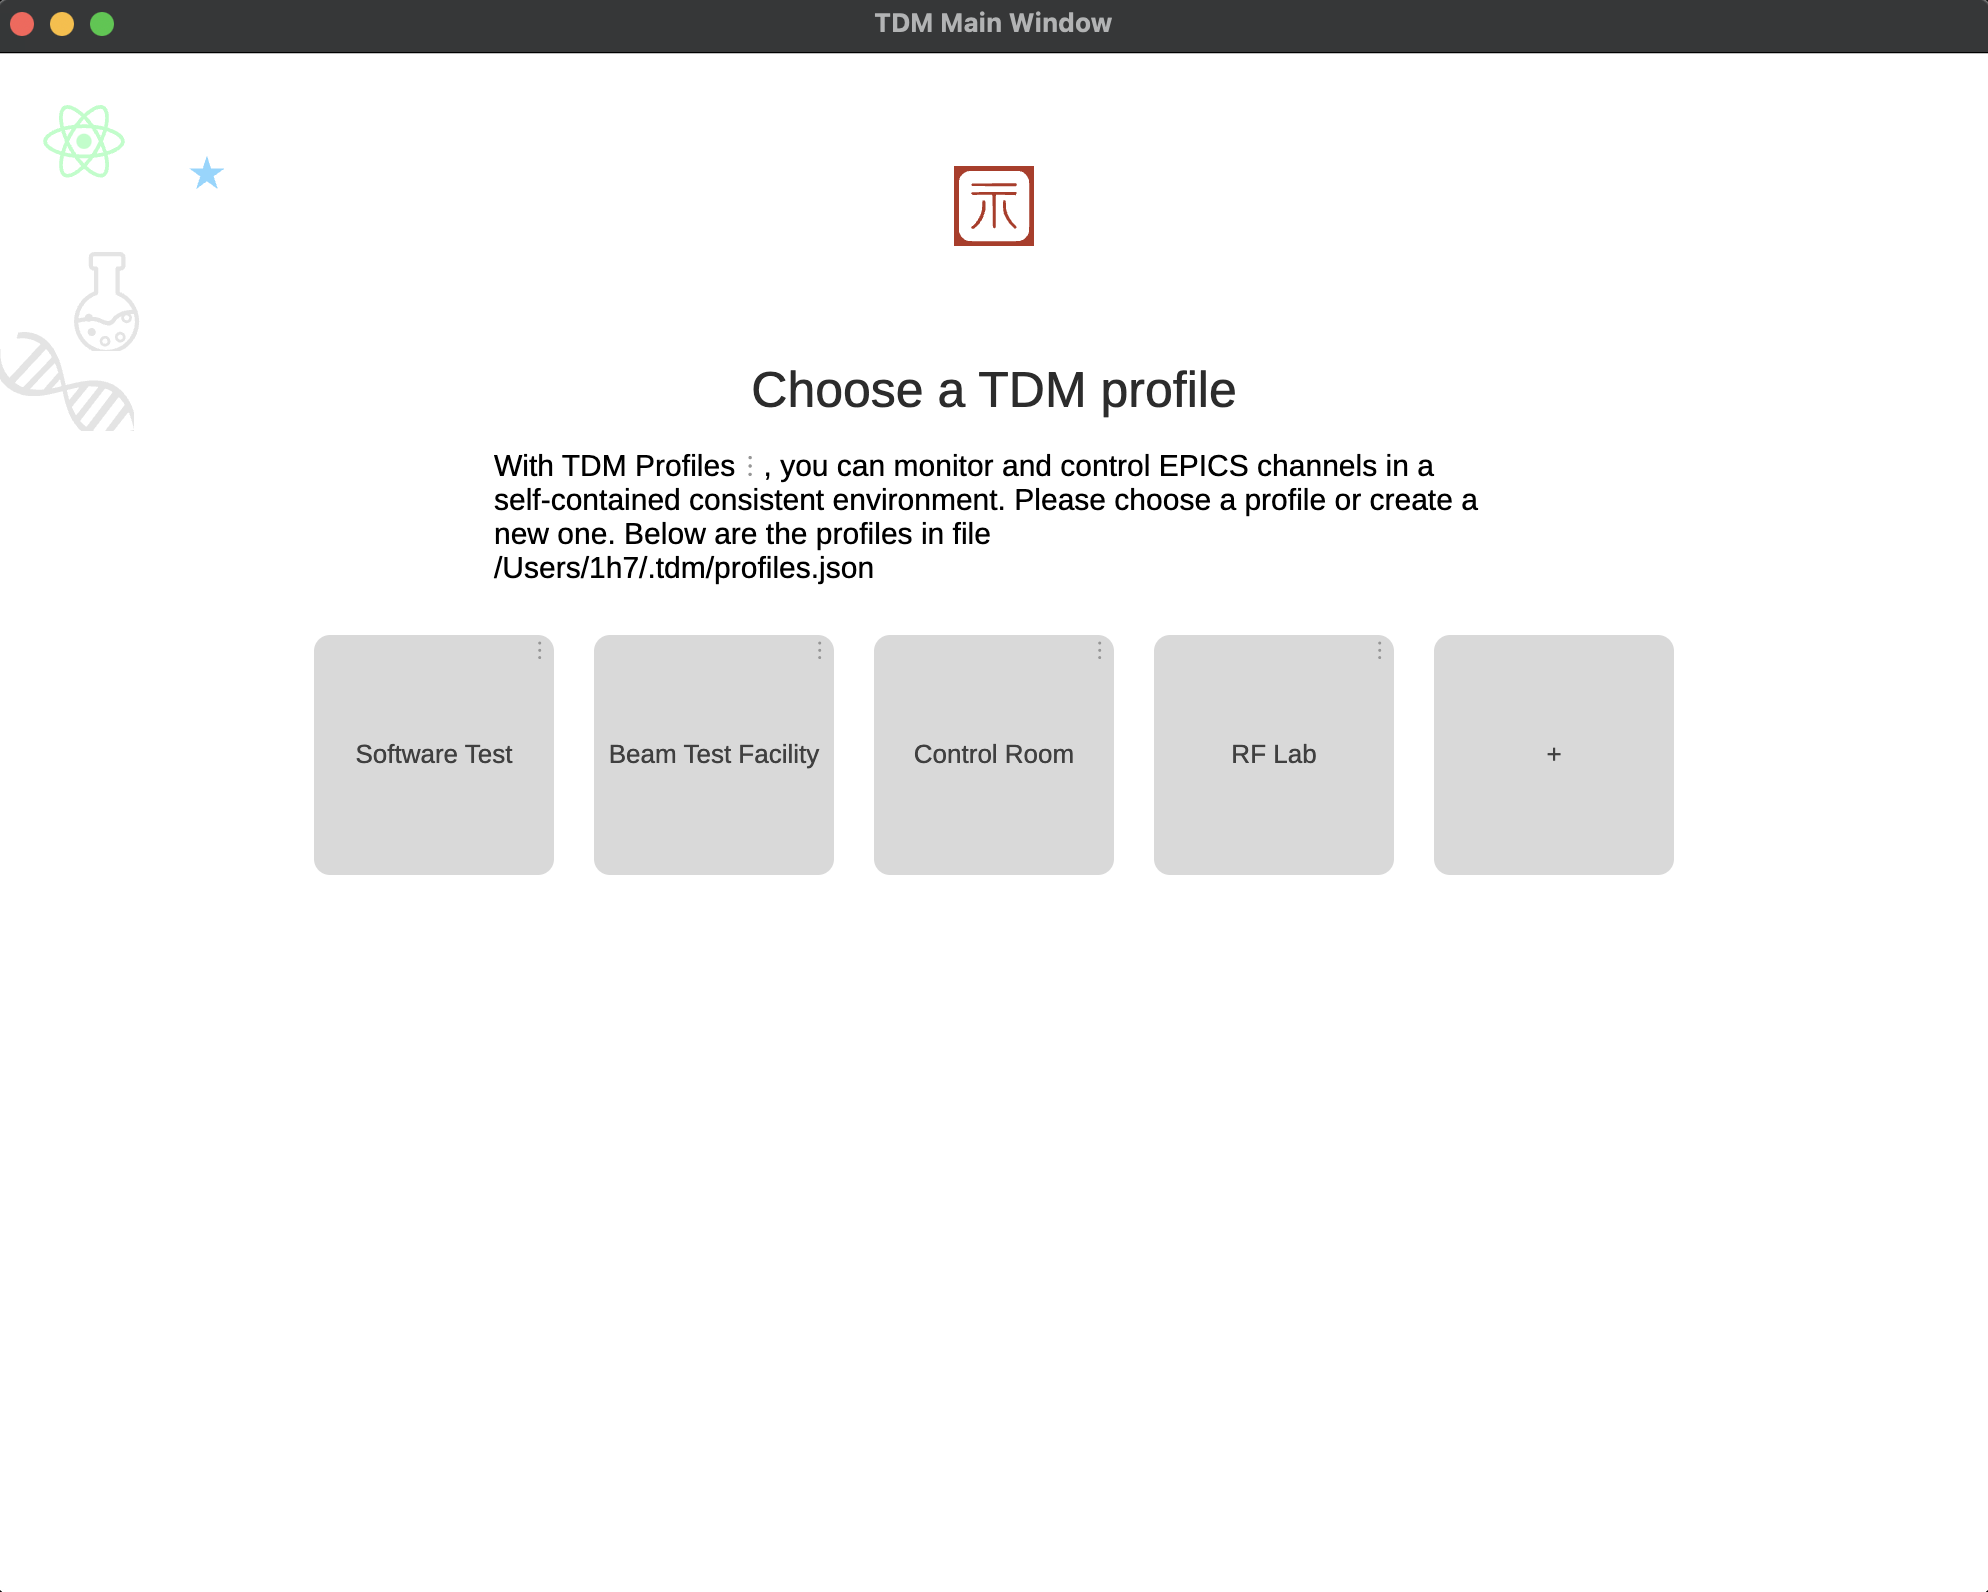 TDM Main Window
Choose a TDM profile
With TDM Profiles ⋮ , you can monitor and control EPICS channels in a
self-contained consistent environment. Please choose a profile or create a
new one. Below are the profiles in file
/Users/1h7/.tdm/profiles.json
Software Test
Beam Test Facility
Control Room
RF Lab
+